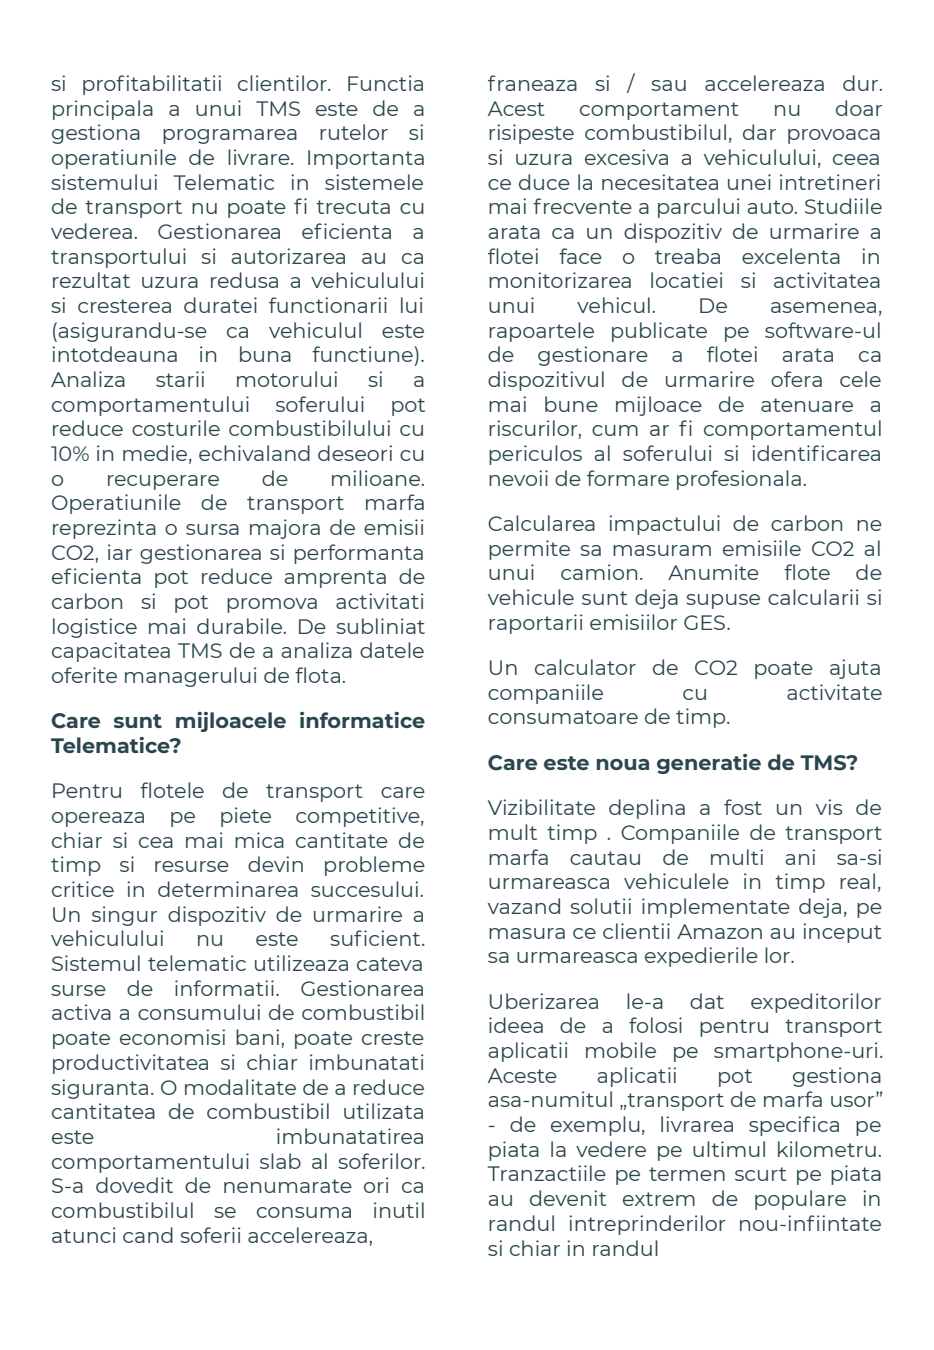 si profitabilitatii clientilor. Functia
principala a unui TMS este de a
gestiona programarea rutelor si
operatiunile de livrare. Importanta
sistemului Telematic in sistemele
de transport nu poate fi trecuta cu
vederea. Gestionarea eficienta a
transportului si autorizarea au ca
rezultat uzura redusa a vehiculului
si cresterea duratei functionarii lui
(asigurandu-se ca vehiculul este
intotdeauna in buna functiune).
Analiza starii motorului si a
comportamentului soferului pot
reduce costurile combustibilului cu
10% in medie, echivaland deseori cu
o recuperare de milioane.
Operatiunile de transport marfa
reprezinta o sursa majora de emisii
CO2, iar gestionarea si performanta
eficienta pot reduce amprenta de
carbon si pot promova activitati
logistice mai durabile. De subliniat
capacitatea TMS de a analiza datele
oferite managerului de flota.
Care sunt mijloacele informatice
Telematice?
Pentru flotele de transport care
opereaza pe piete competitive,
chiar si cea mai mica cantitate de
timp si resurse devin probleme
critice in determinarea succesului.
Un singur dispozitiv de urmarire a
vehiculului nu este suficient.
Sistemul telematic utilizeaza cateva
surse de informatii. Gestionarea
activa a consumului de combustibil
poate economisi bani, poate creste
productivitatea si chiar imbunatati
siguranta. O modalitate de a reduce
cantitatea de combustibil utilizata
este imbunatatirea
comportamentului slab al soferilor.
S-a dovedit de nenumarate ori ca
combustibilul se consuma inutil
atunci cand soferii accelereaza,
franeaza si / sau accelereaza dur.
Acest comportament nu doar
risipeste combustibilul, dar provoaca
si uzura excesiva a vehiculului, ceea
ce duce la necesitatea unei intretineri
mai frecvente a parcului auto. Studiile
arata ca un dispozitiv de urmarire a
flotei face o treaba excelenta in
monitorizarea locatiei si activitatea
unui vehicul. De asemenea,
rapoartele publicate pe software-ul
de gestionare a flotei arata ca
dispozitivul de urmarire ofera cele
mai bune mijloace de atenuare a
riscurilor, cum ar fi comportamentul
periculos al soferului si identificarea
nevoii de formare profesionala.
Calcularea impactului de carbon ne
permite sa masuram emisiile CO2 al
unui camion. Anumite flote de
vehicule sunt deja supuse calcularii si
raportarii emisiilor GES.
Un calculator de CO2 poate ajuta
companiile cu activitate
consumatoare de timp.
Care este noua generatie de TMS?
Vizibilitate deplina a fost un vis de
mult timp . Companiile de transport
marfa cautau de multi ani sa-si
urmareasca vehiculele in timp real,
vazand solutii implementate deja, pe
masura ce clientii Amazon au inceput
sa urmareasca expedierile lor.
Uberizarea le-a dat expeditorilor
ideea de a folosi pentru transport
aplicatii mobile pe smartphone-uri.
Aceste aplicatii pot gestiona
asa-numitul „transport de marfa usor”
- de exemplu, livrarea specifica pe
piata la vedere pe ultimul kilometru.
Tranzactiile pe termen scurt pe piata
au devenit extrem de populare in
randul intreprinderilor nou-infiintate
si chiar in randul